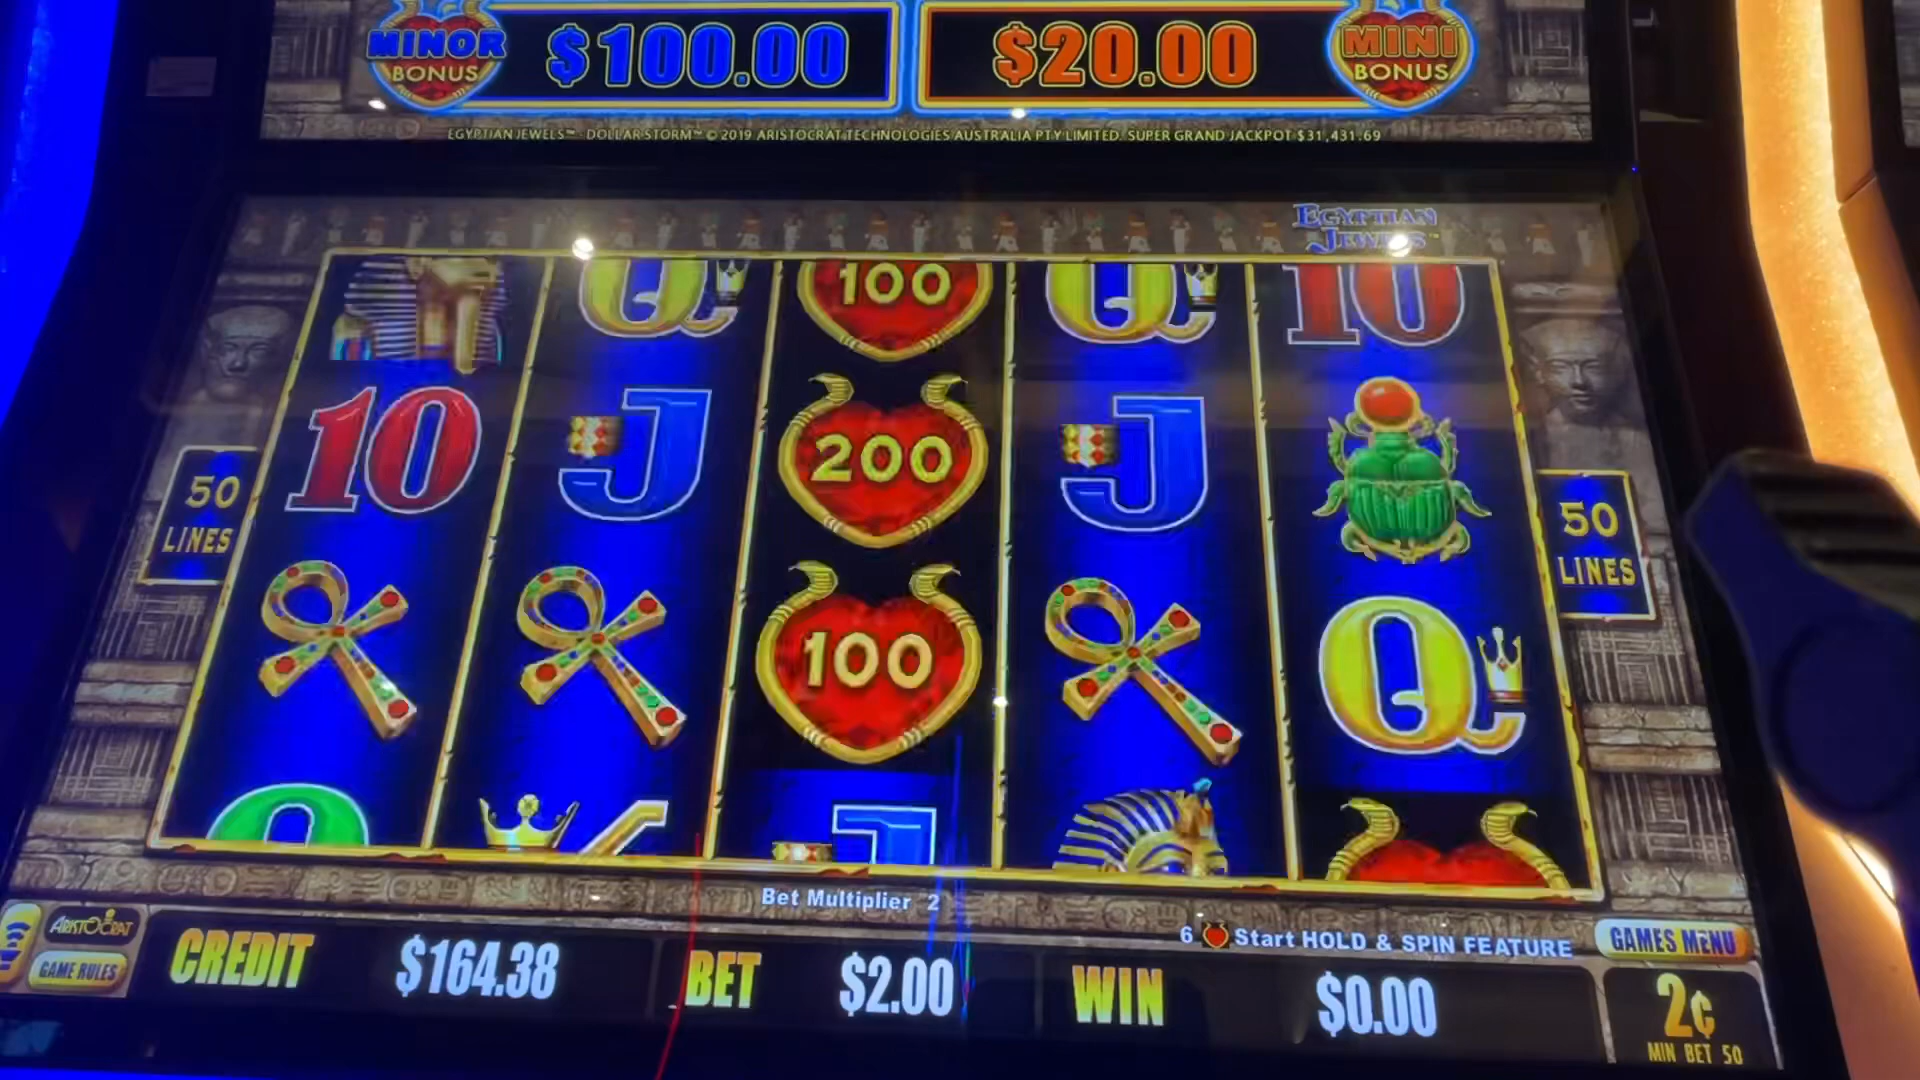 MINOR
BONUS
$100.00
$20.00
MINI
BONUS
EGYPTIAN JEWELS™ - DOLLAR STORM™ © 2019 ARISTOCRAT TECHNOLOGIES AUSTRALIA PTY LIMITED. SUPER GRAND JACKPOT $31,431.69
EGYPTIAN
JEWELS™
Q 100 Q 10
10 J 200 J
50
LINES
50
LINES
100 Q
J
Bet Multiplier 2
6 Start HOLD & SPIN FEATURE
GAMES MENU
ARISTOCRAT
GAME RULES
CREDIT $164.38 BET $2.00 WIN $0.00
2¢
MIN BET 50